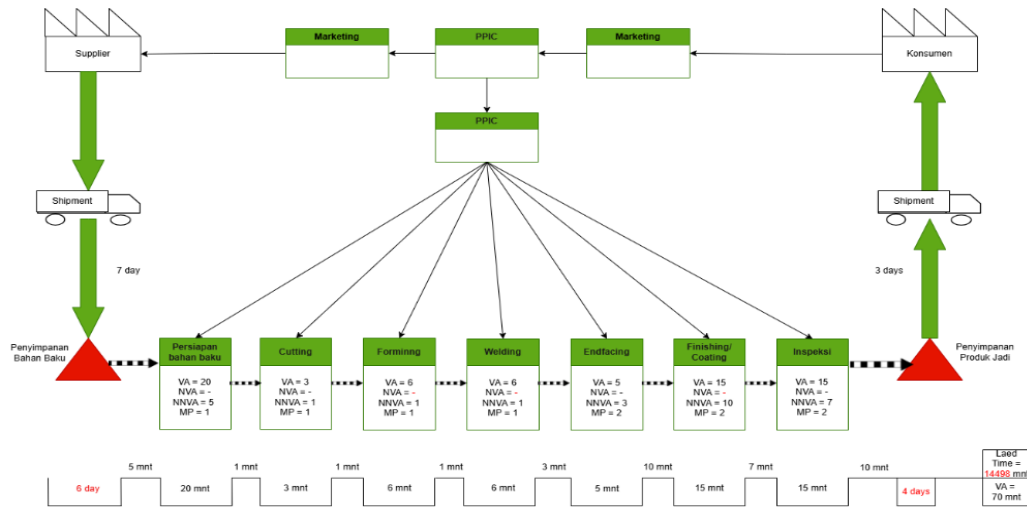 Supplier
Marketing
PPIC
Marketing
Konsumen
PPIC
Shipment
Shipment
7 day
3 days
Penyimpanan
Bahan Baku
Persiapan
bahan baku
VA = 20
NVA = -
NNVA = 5
MP = 1
Cutting
VA = 3
NVA = -
NNVA = 1
MP = 1
Forminng
VA = 6
NVA = -
NNVA = 1
MP = 1
Welding
VA = 6
NVA = -
NNVA = 1
MP = 1
Endfacing
VA = 5
NVA = -
NNVA = 3
MP = 2
Finishing/
Coating
VA = 15
NVA = -
NNVA = 10
MP = 2
Inspeksi
VA = 15
NVA = -
NNVA = 7
MP = 2
Penyimpanan
Produk Jadi
5 mnt
1 mnt
1 mnt
1 mnt
3 mnt
10 mnt
7 mnt
10 mnt
6 day
20 mnt
3 mnt
6 mnt
6 mnt
5 mnt
15 mnt
15 mnt
4 days
Laed
Time =
14498 mnt
VA =
70 mnt